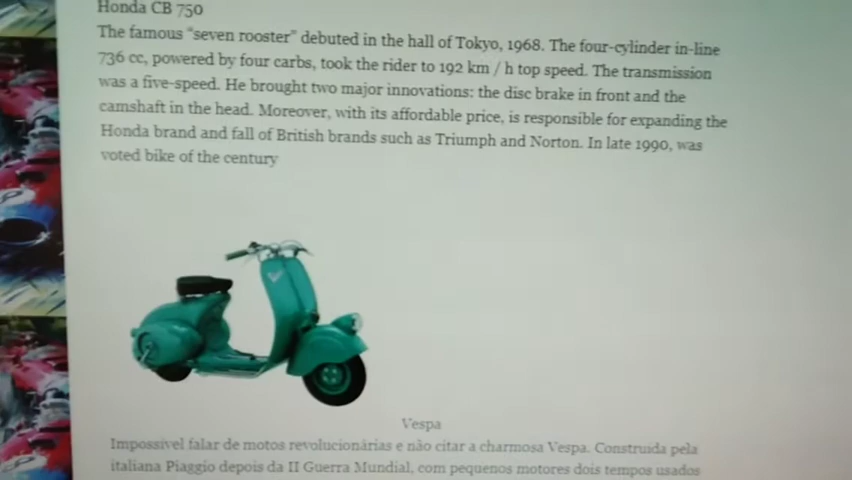 Honda CB 750
The famous "seven rooster" debuted in the hall of Tokyo, 1968. The four-cylinder in-line
736 cc, powered by four carbs, took the rider to 192 km / h top speed. The transmission
was a five-speed. He brought two major innovations: the disc brake in front and the
camshaft in the head. Moreover, with its affordable price, is responsible for expanding the
Honda brand and fall of British brands such as Triumph and Norton. In late 1990, was
voted bike of the century
Vespa
Impossível falar de motos revolucionárias e não citar a charmosa Vespa. Construída pela
italiana Piaggio depois da II Guerra Mundial, com pequenos motores dois tempos usados